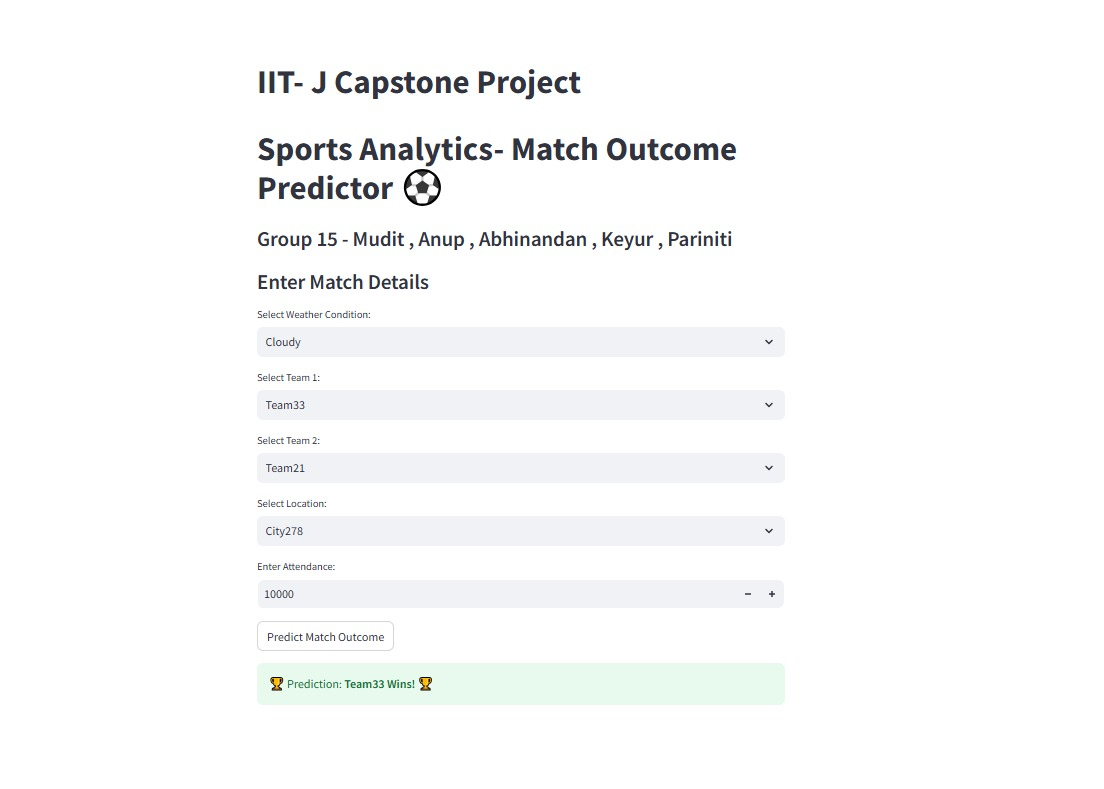 IIT- J Capstone Project
Sports Analytics- Match Outcome
Predictor ⚽
Group 15 - Mudit , Anup , Abhinandan , Keyur , Pariniti
Enter Match Details
Select Weather Condition:
Cloudy
Select Team 1:
Team33
Select Team 2:
Team21
Select Location:
City278
Enter Attendance:
10000
Predict Match Outcome
🏆 Prediction: Team33 Wins! 🏆